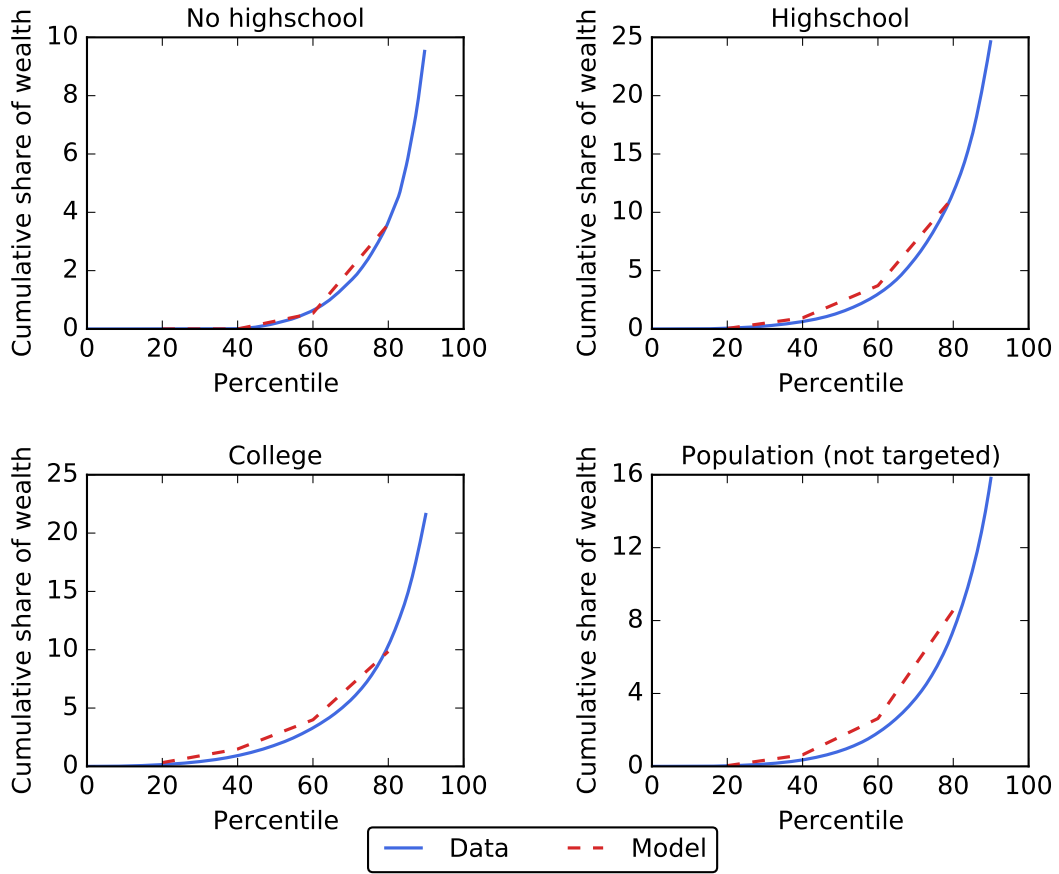 No highschool
Cumulative share of wealth
10
8
6
4
2
0
0 20 40 60 80 100
Percentile
Highschool
Cumulative share of wealth
25
20
15
10
5
0
0 20 40 60 80 100
Percentile
College
Cumulative share of wealth
25
20
15
10
5
0
0 20 40 60 80 100
Percentile
Population (not targeted)
Cumulative share of wealth
16
12
8
4
0
0 20 40 60 80 100
Percentile
Data Model